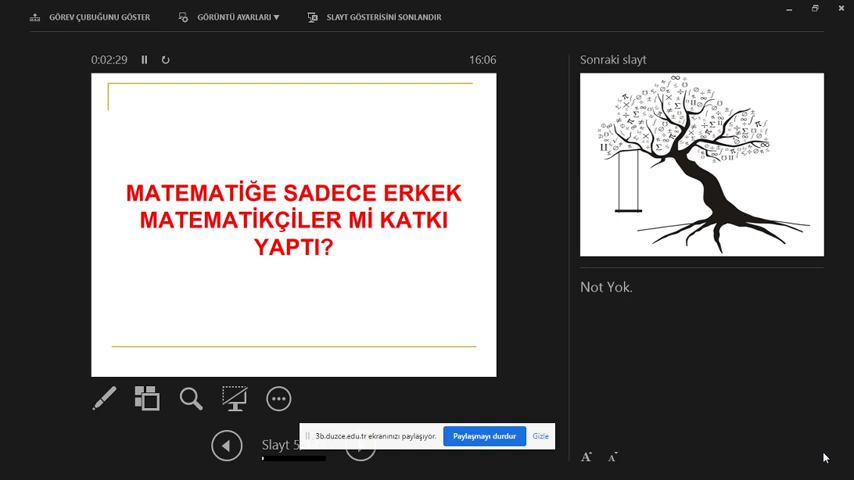 GÖREV ÇUBUĞUNU GÖSTER
GÖRÜNTÜ AYARLARI ▼
SLAYT GÖSTERİSİNİ SONLANDIR
0:02:29
16:06
MATEMATİĞE SADECE ERKEK
MATEMATİKÇİLER Mİ KATKI
YAPTI?
Sonraki slayt
Not Yok.
Slayt 5
3b.duzce.edu.tr ekranınızı paylaşıyor.
Paylaşmayı durdur
Gizle
A
A